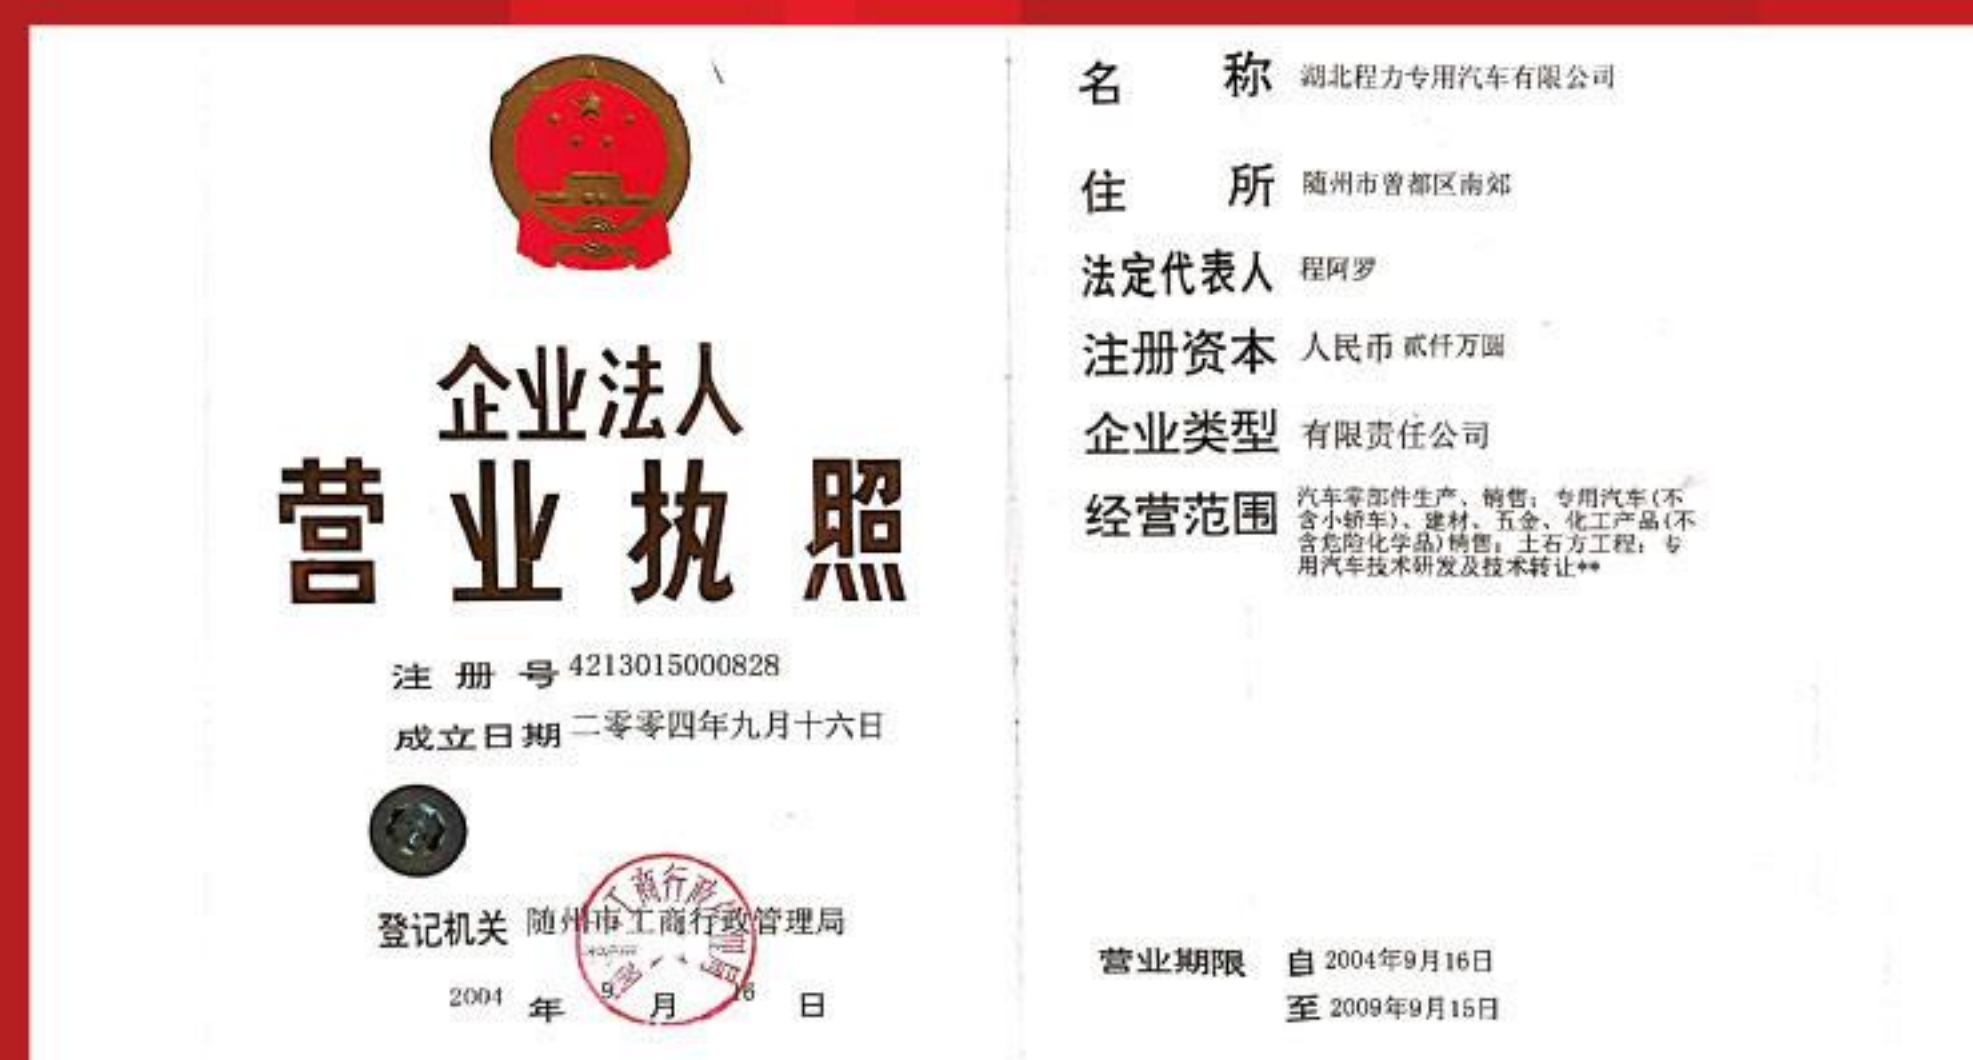 企业法人
营业执照
注册号 4213015000828
成立日期 二零零四年九月十六日
登记机关 随州市工商行政管理局
2004 年 9 月 16 日
名称 湖北程力专用汽车有限公司
住所 随州市曾都区南郊
法定代表人 程阿罗
注册资本 人民币 贰仟万圆
企业类型 有限责任公司
经营范围 汽车零部件生产、销售；专用汽车(不
含小轿车)、建材、五金、化工产品(不
含危险化学品)销售；土石方工程；专
用汽车技术研发及技术转让**
营业期限 自 2004年9月16日
至 2009年9月15日